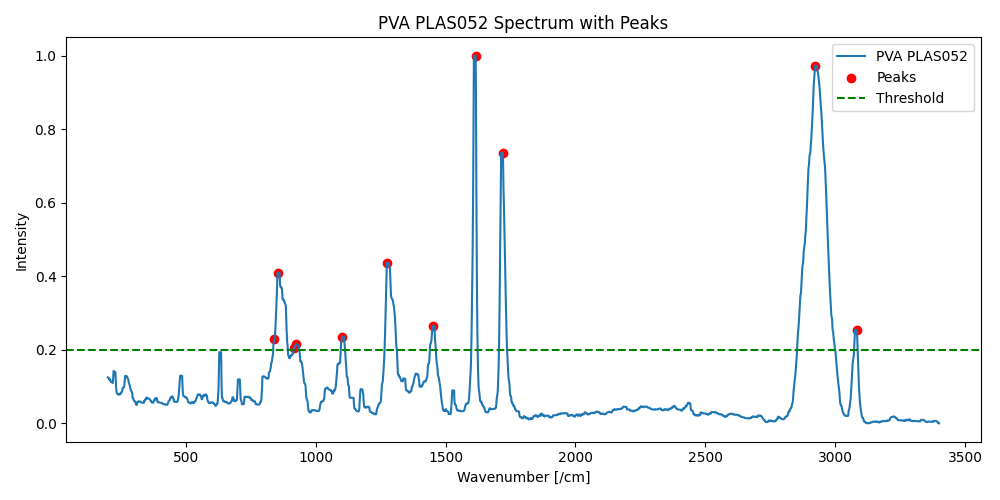 PVA PLAS052 Spectrum with Peaks
PVA PLAS052
Peaks
Threshold
Intensity
1.0
0.8
0.6
0.4
0.2
0.0
500 1000 1500 2000 2500 3000 3500
Wavenumber [/cm]